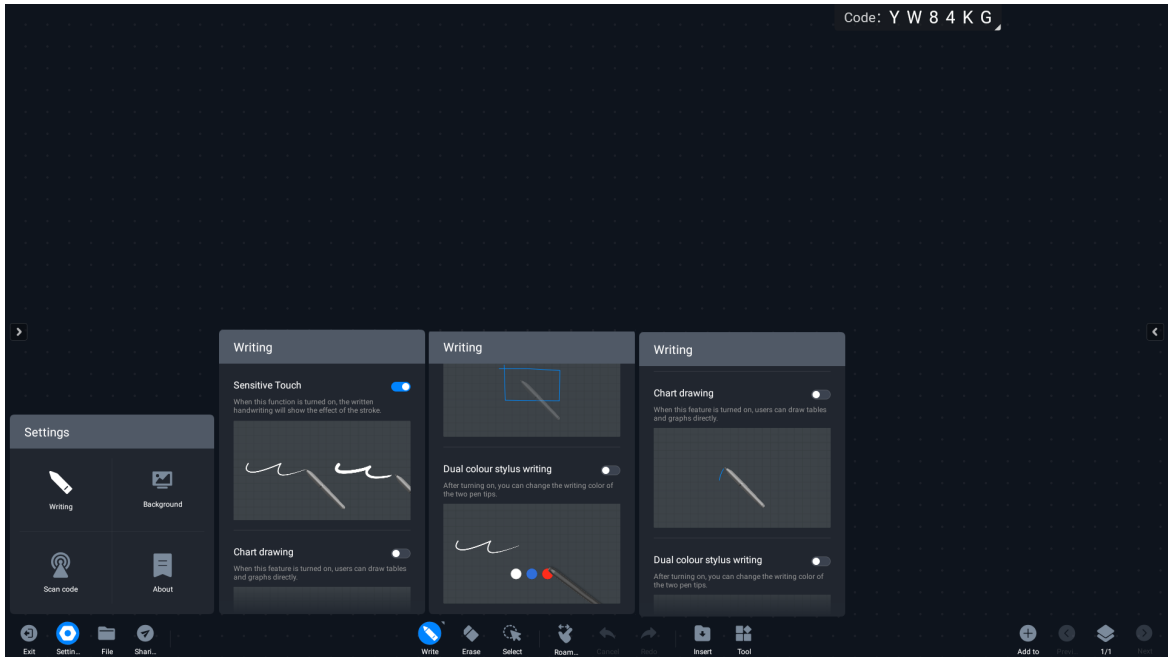 Code: Y W 8 4 K G
Writing
Sensitive Touch
When this function is turned on, the written
handwriting will show the effect of the stroke.
Chart drawing
When this feature is turned on, users can draw tables
and graphs directly.
Writing
Dual colour stylus writing
After turning on, you can change the writing color of
the two pen tips.
Writing
Chart drawing
When this feature is turned on, users can draw tables
and graphs directly.
Dual colour stylus writing
After turning on, you can change the writing color of
the two pen tips.
Settings
Writing
Background
Scan code
About
Exit
Settin...
File
Shari...
Write
Erase
Select
Roam...
Cancel
Redo
Insert
Tool
Add to
Previ...
1/1
Next